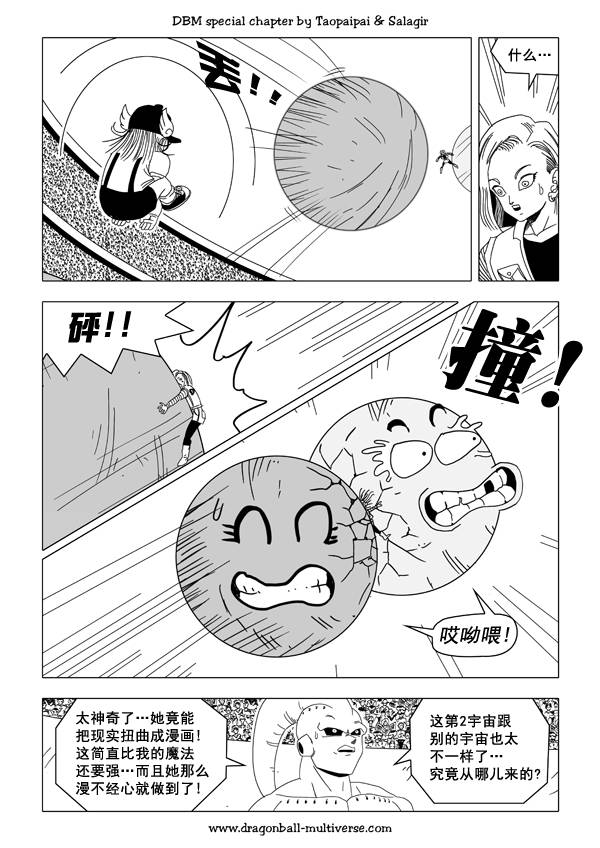 DBM special chapter by Taopaipai & Salagir
丢!!
什么…
砰!!
撞!
哎呦喂!
太神奇了…她竟能
把现实扭曲成漫画!
这简直比我的魔法
还要强…而且她那么
漫不经心就做到了!
这第2宇宙跟
别的宇宙也太
不一样了…
究竟从哪儿来的?
www.dragonball-multiverse.com